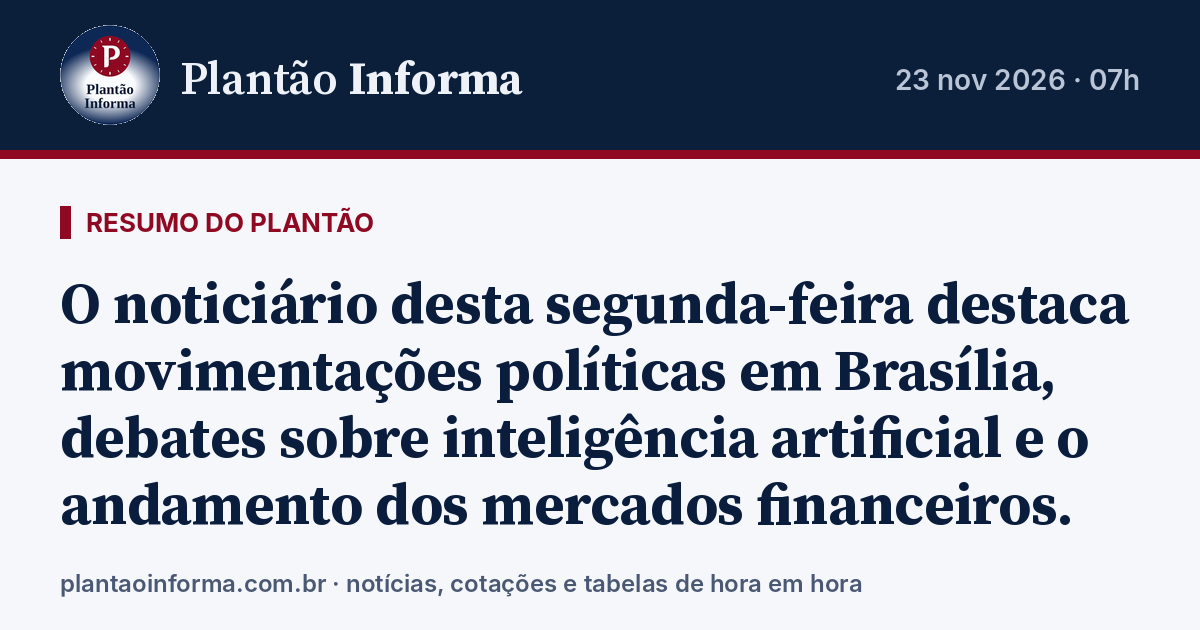 P
Plantão
Informa
Plantão Informa
23 nov 2026 · 07h
RESUMO DO PLANTÃO
O noticiário desta segunda-feira destaca
movimentações políticas em Brasília,
debates sobre inteligência artificial e o
andamento dos mercados financeiros.
plantaoinforma.com.br · notícias, cotações e tabelas de hora em hora